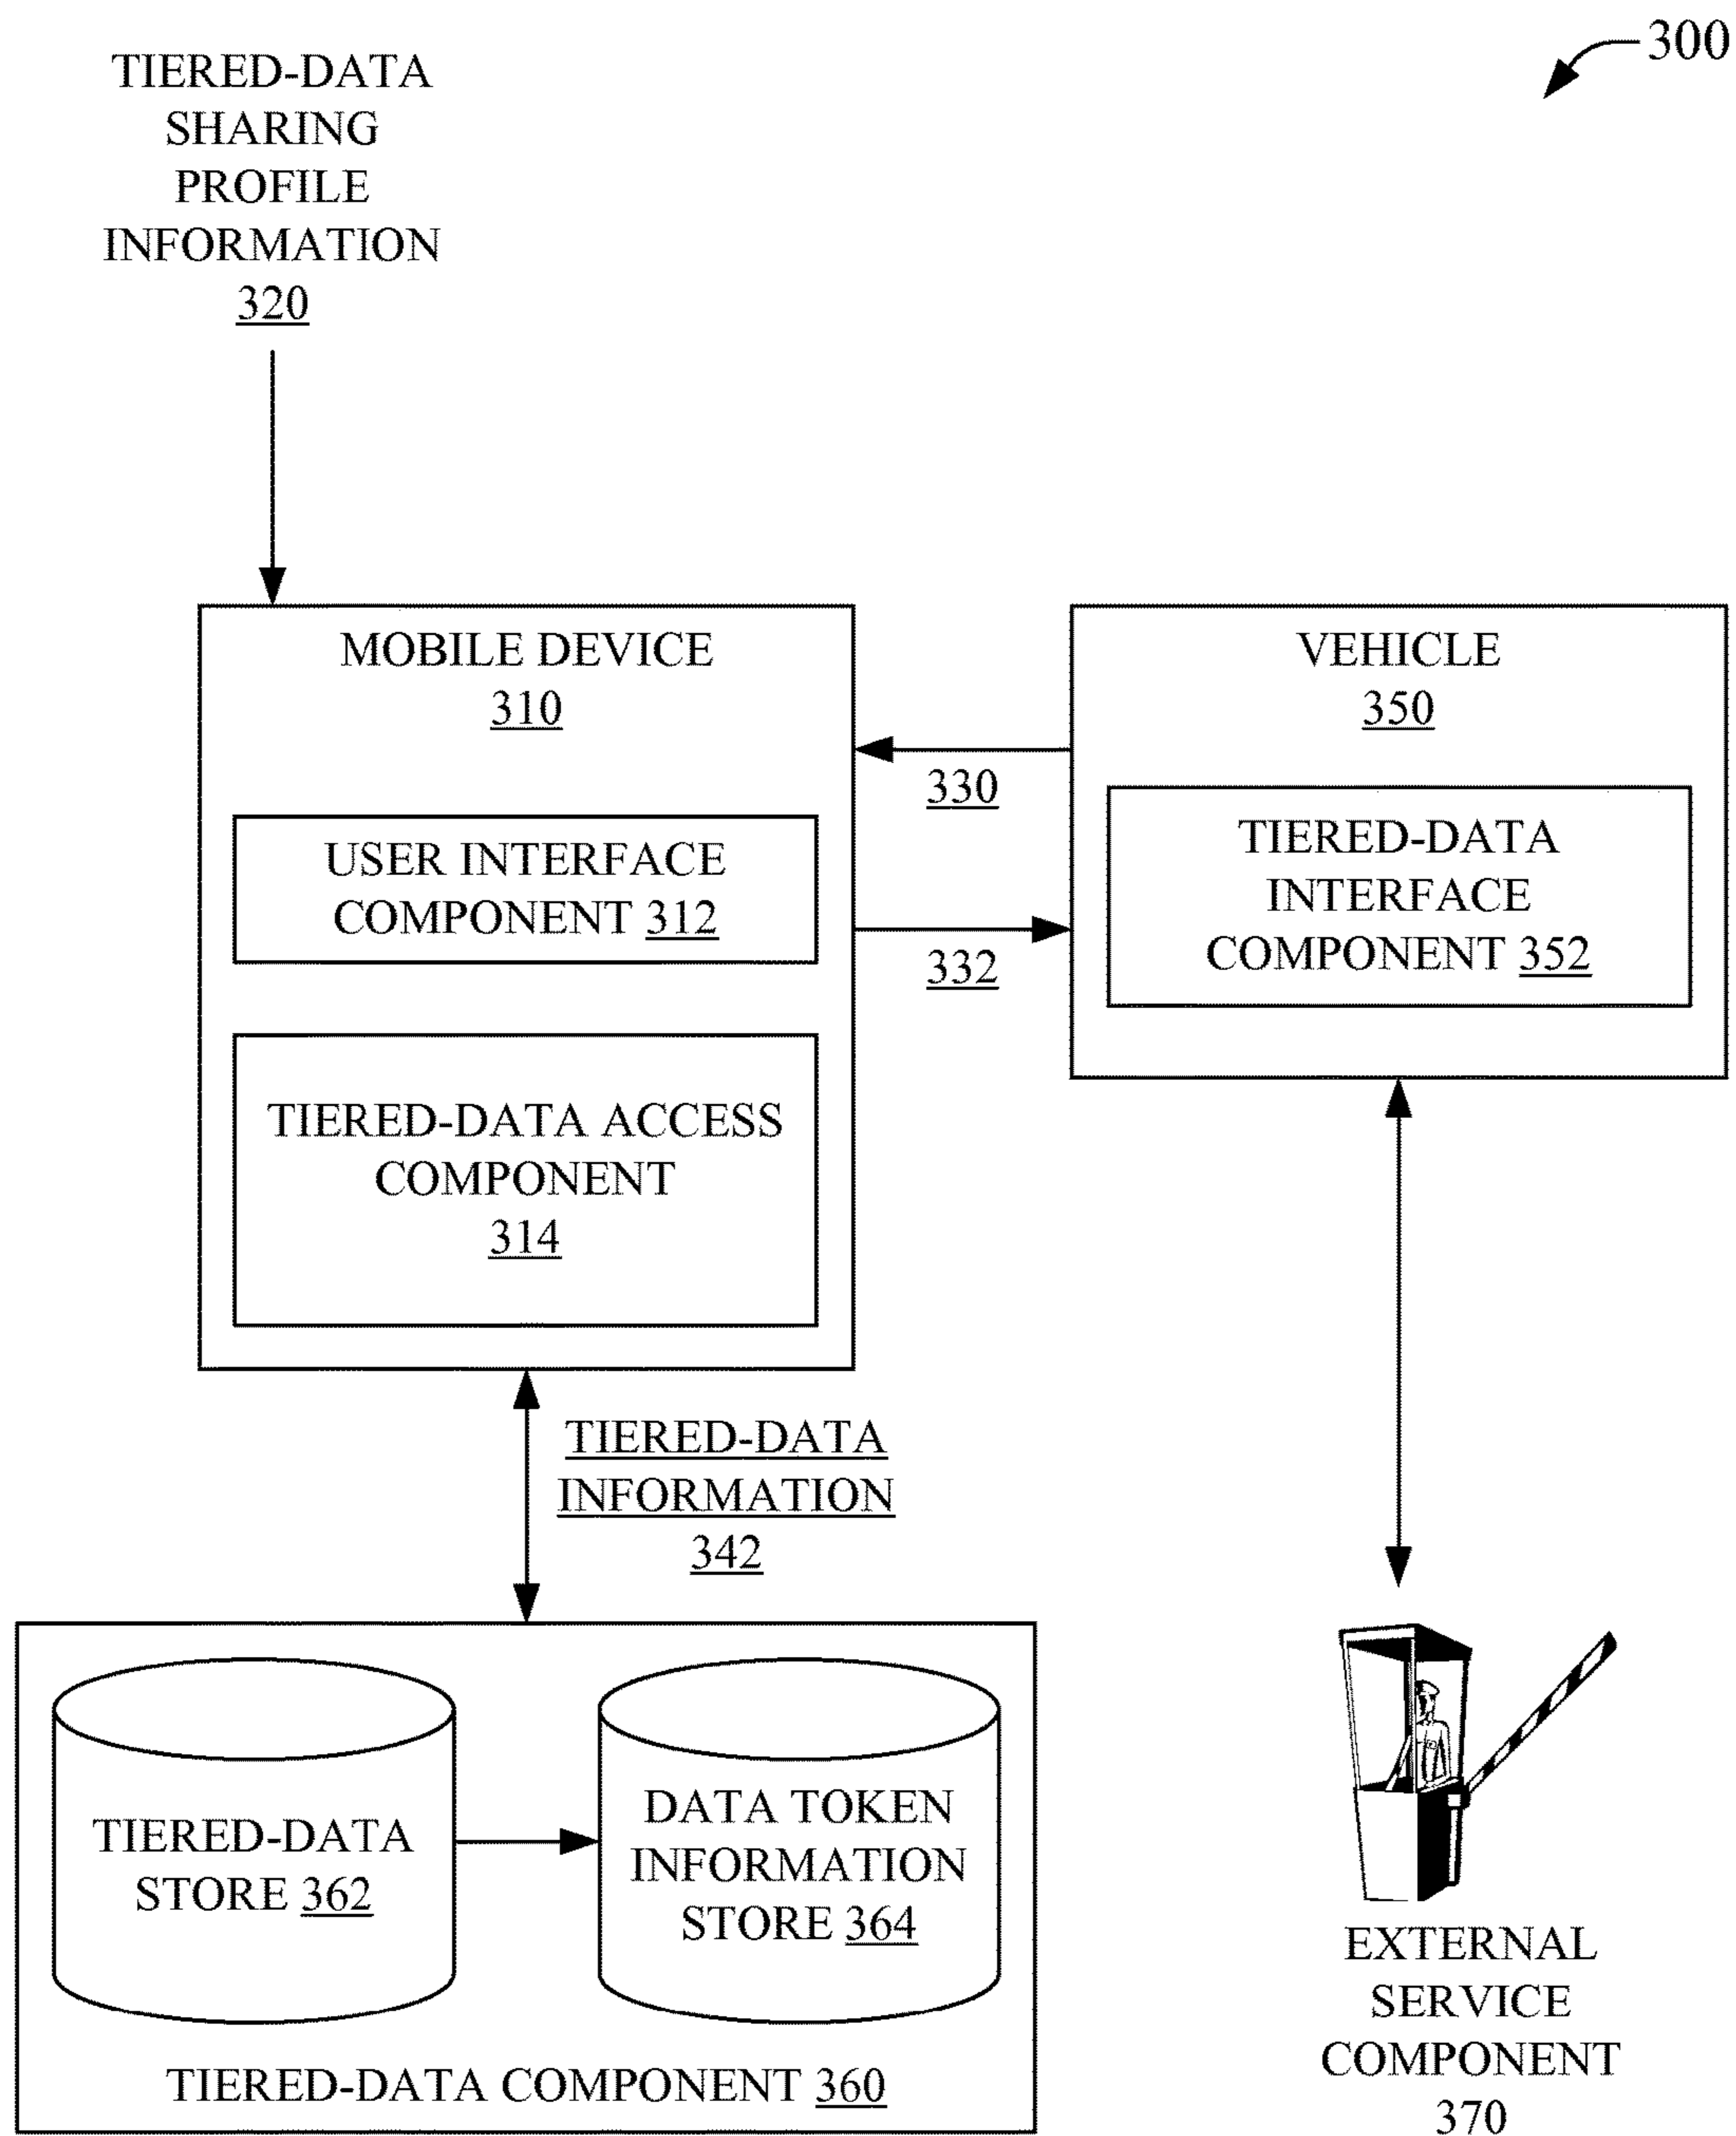 300
TIERED-DATA
SHARING
PROFILE
INFORMATION
320
MOBILE DEVICE
310
USER INTERFACE
COMPONENT 312
TIERED-DATA ACCESS
COMPONENT
314
330
332
VEHICLE
350
TIERED-DATA
INTERFACE
COMPONENT 352
TIERED-DATA
INFORMATION
342
TIERED-DATA
STORE 362
DATA TOKEN
INFORMATION
STORE 364
TIERED-DATA COMPONENT 360
EXTERNAL
SERVICE
COMPONENT
370